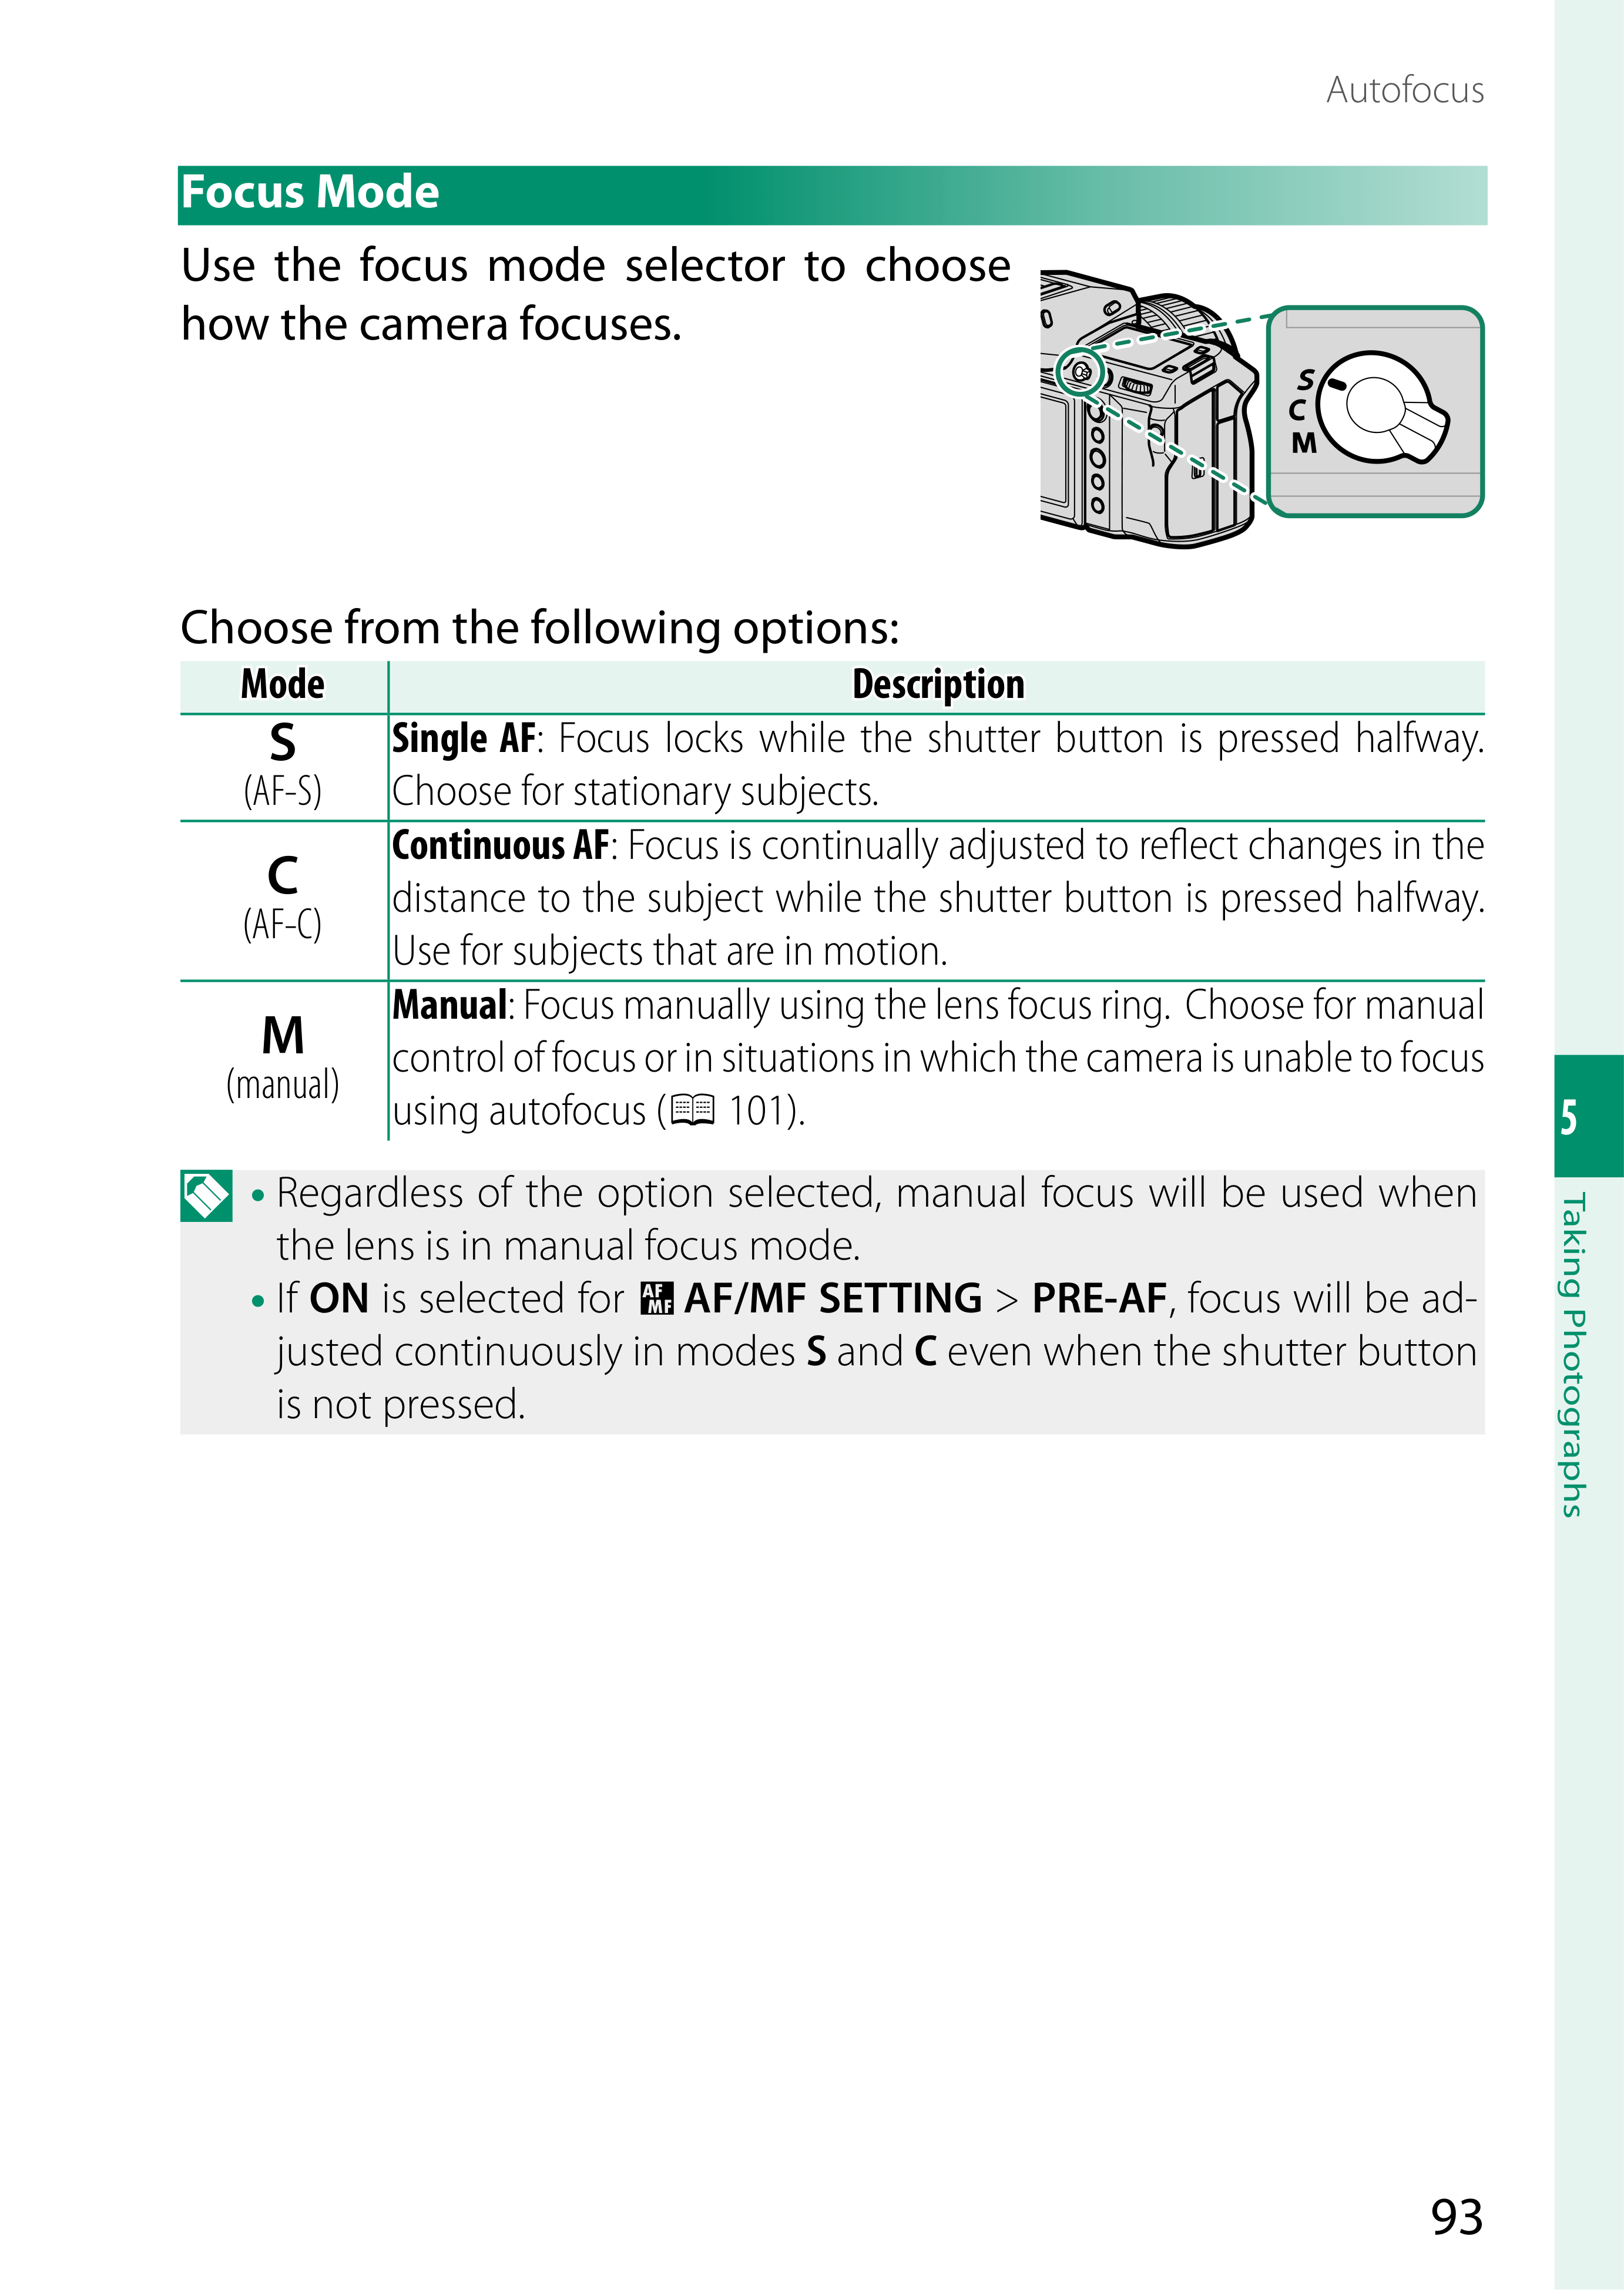 Autofocus
Focus Mode
Use the focus mode selector to choose
how the camera focuses.
S
C
M
Choose from the following options:
Mode
Description
S
(AF-S)
Single AF: Focus locks while the shutter button is pressed halfway.
Choose for stationary subjects.
C
(AF-C)
Continuous AF: Focus is continually adjusted to reflect changes in the
distance to the subject while the shutter button is pressed halfway.
Use for subjects that are in motion.
M
(manual)
Manual: Focus manually using the lens focus ring. Choose for manual
control of focus or in situations in which the camera is unable to focus
using autofocus ( 101).
• Regardless of the option selected, manual focus will be used when
the lens is in manual focus mode.
• If ON is selected for AF MF AF/MF SETTING > PRE-AF, focus will be ad-
justed continuously in modes S and C even when the shutter button
is not pressed.
5
Taking Photographs
93